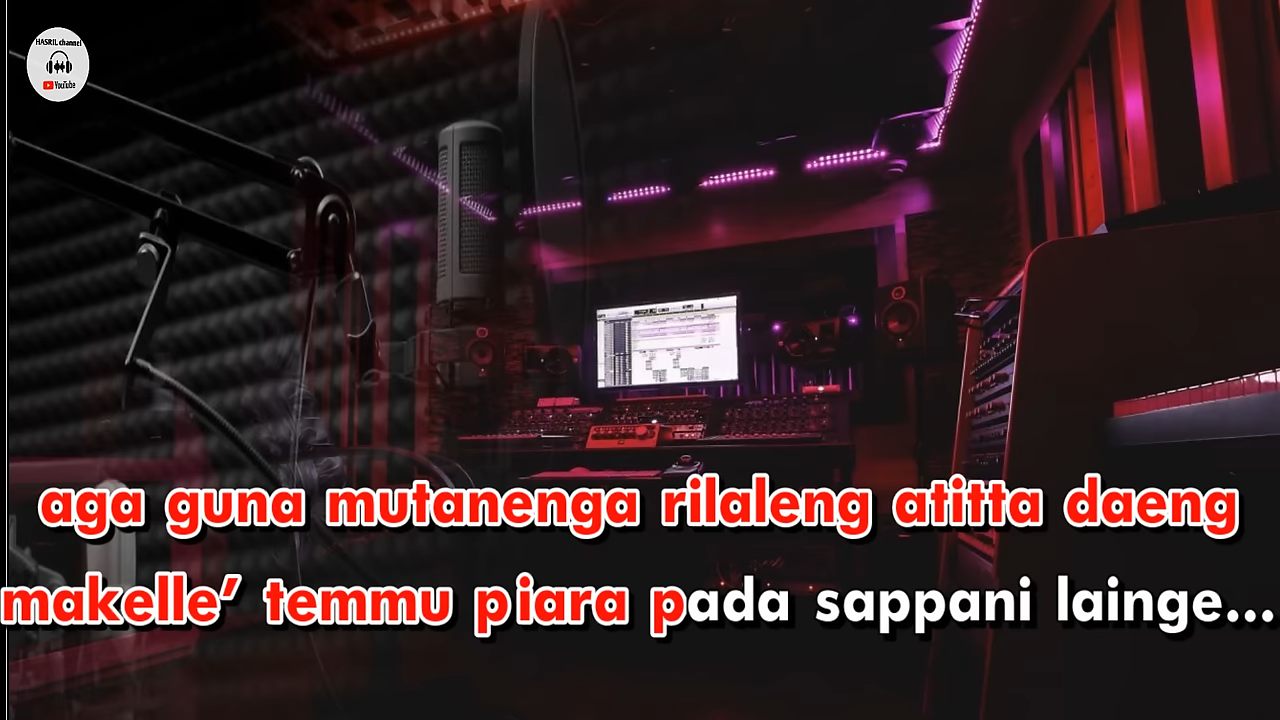 HASRIL channel
YouTube
aga guna mutanenga rilaleng atitta daeng
makelle’ temmu piara pada sappani lainge...